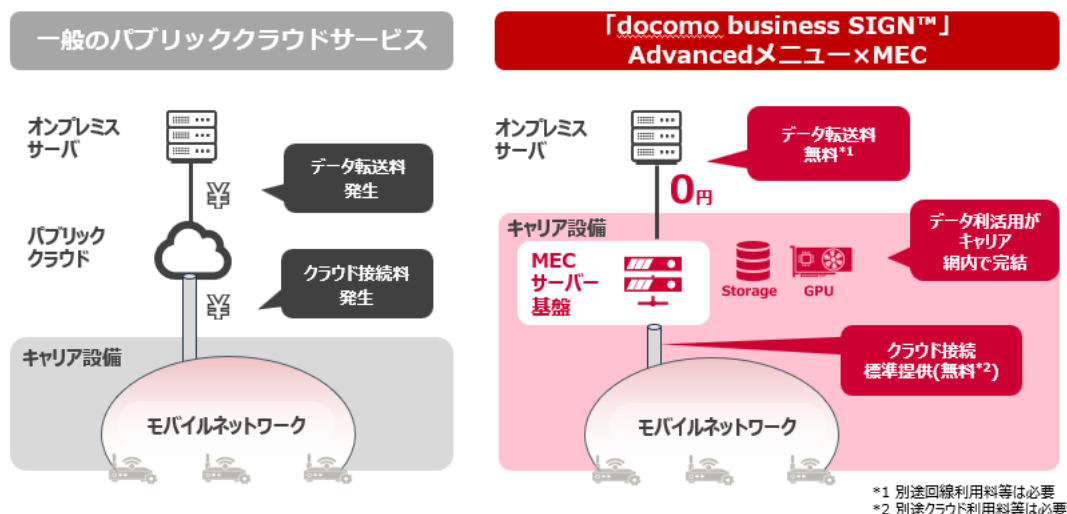 一般のパブリッククラウドサービス
オンプレミス
サーバ
データ転送料
発生
¥
パブリック
クラウド
クラウド接続料
発生
¥
キャリア設備
モバイルネットワーク
「docomo business SIGN™」
Advancedメニュー×MEC
オンプレミス
サーバ
データ転送料
無料*1
0円
キャリア設備
データ利活用が
キャリア
網内で完結
MEC
サーバー
基盤
Storage
GPU
クラウド接続
標準提供(無料*2)
モバイルネットワーク
*1 別途回線利用料等は必要
*2 別途クラウド利用料等は必要